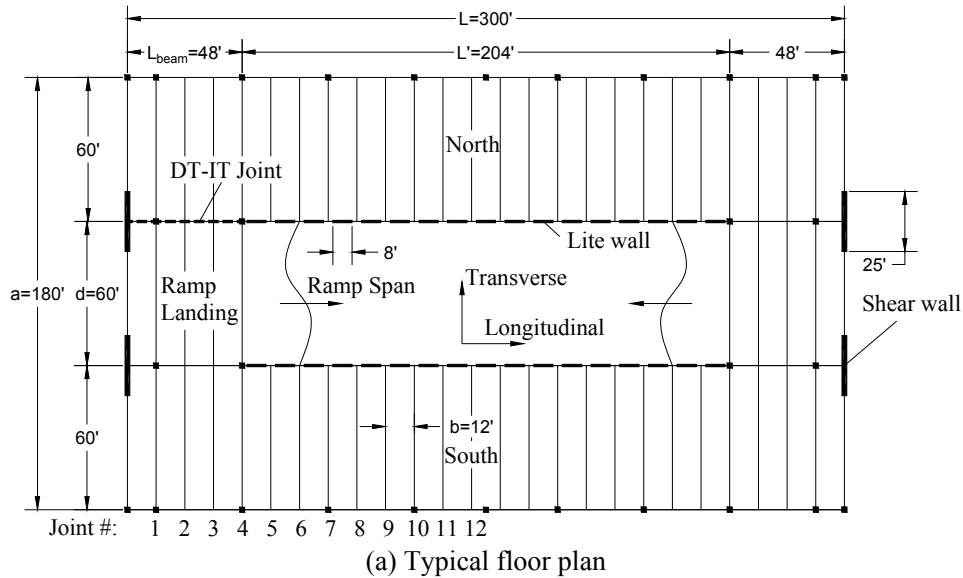 L=300'
L_beam=48'
L'=204'
48'
60'
North
DT-IT Joint
Lite wall
8'
25'
a=180'
d=60'
Ramp
Landing
Ramp Span
Transverse
Longitudinal
Shear wall
60'
b=12'
South
Joint #: 1 2 3 4 5 6 7 8 9 10 11 12
(a) Typical floor plan